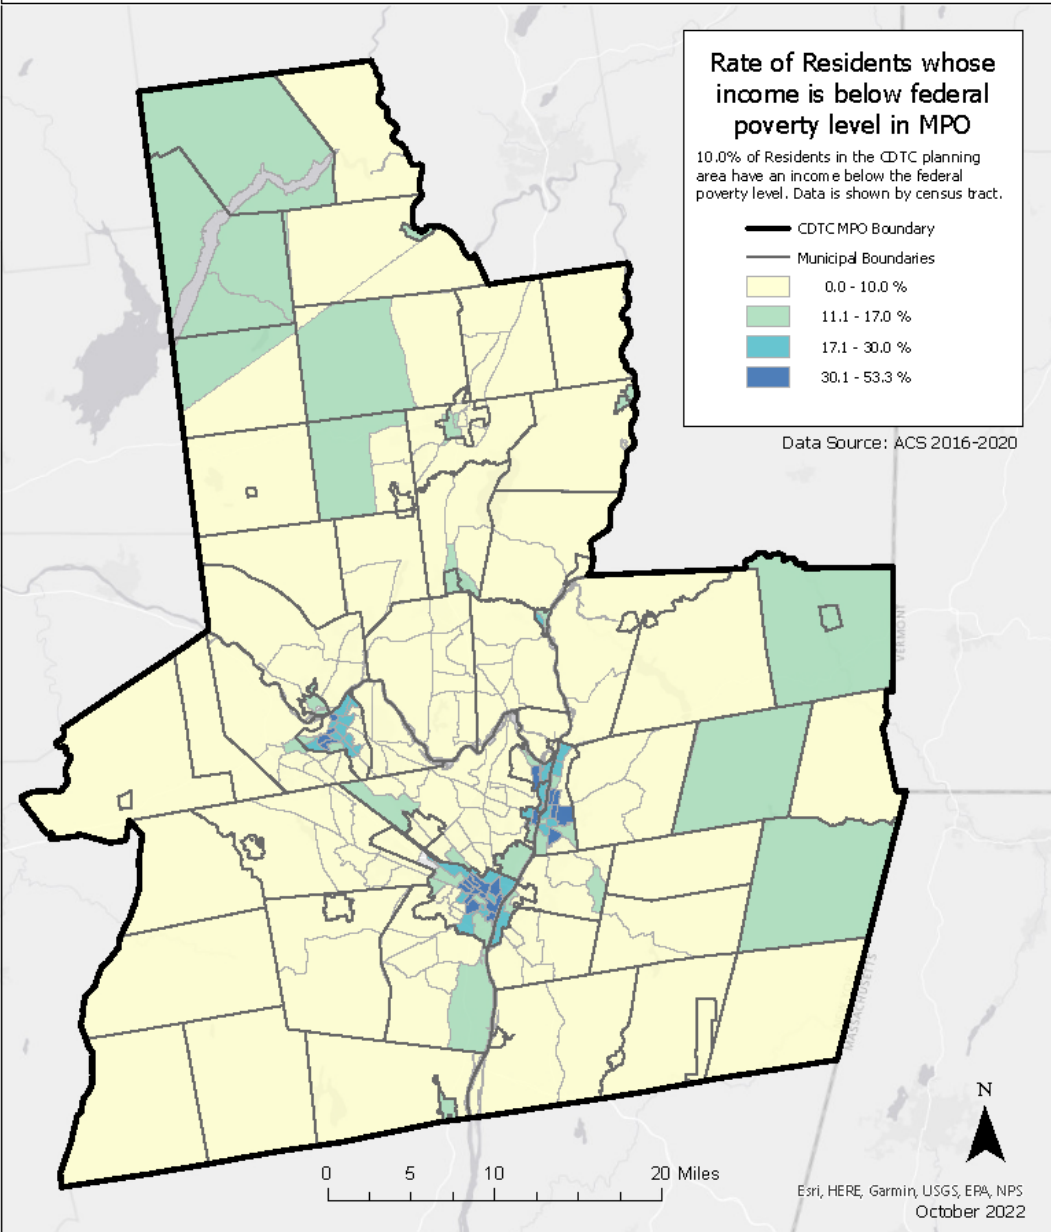 Rate of Residents whose
income is below federal
poverty level in MPO
10.0% of Residents in the CDTC planning
area have an income below the federal
poverty level. Data is shown by census tract.
CDTC MPO Boundary
Municipal Boundaries
0.0 - 10.0 %
11.1 - 17.0 %
17.1 - 30.0 %
30.1 - 53.3 %
Data Source: ACS 2016-2020
VERMONT
MASSACHUSETTS
N
0 5 10 20 Miles
Esri, HERE, Garmin, USGS, EPA, NPS
October 2022